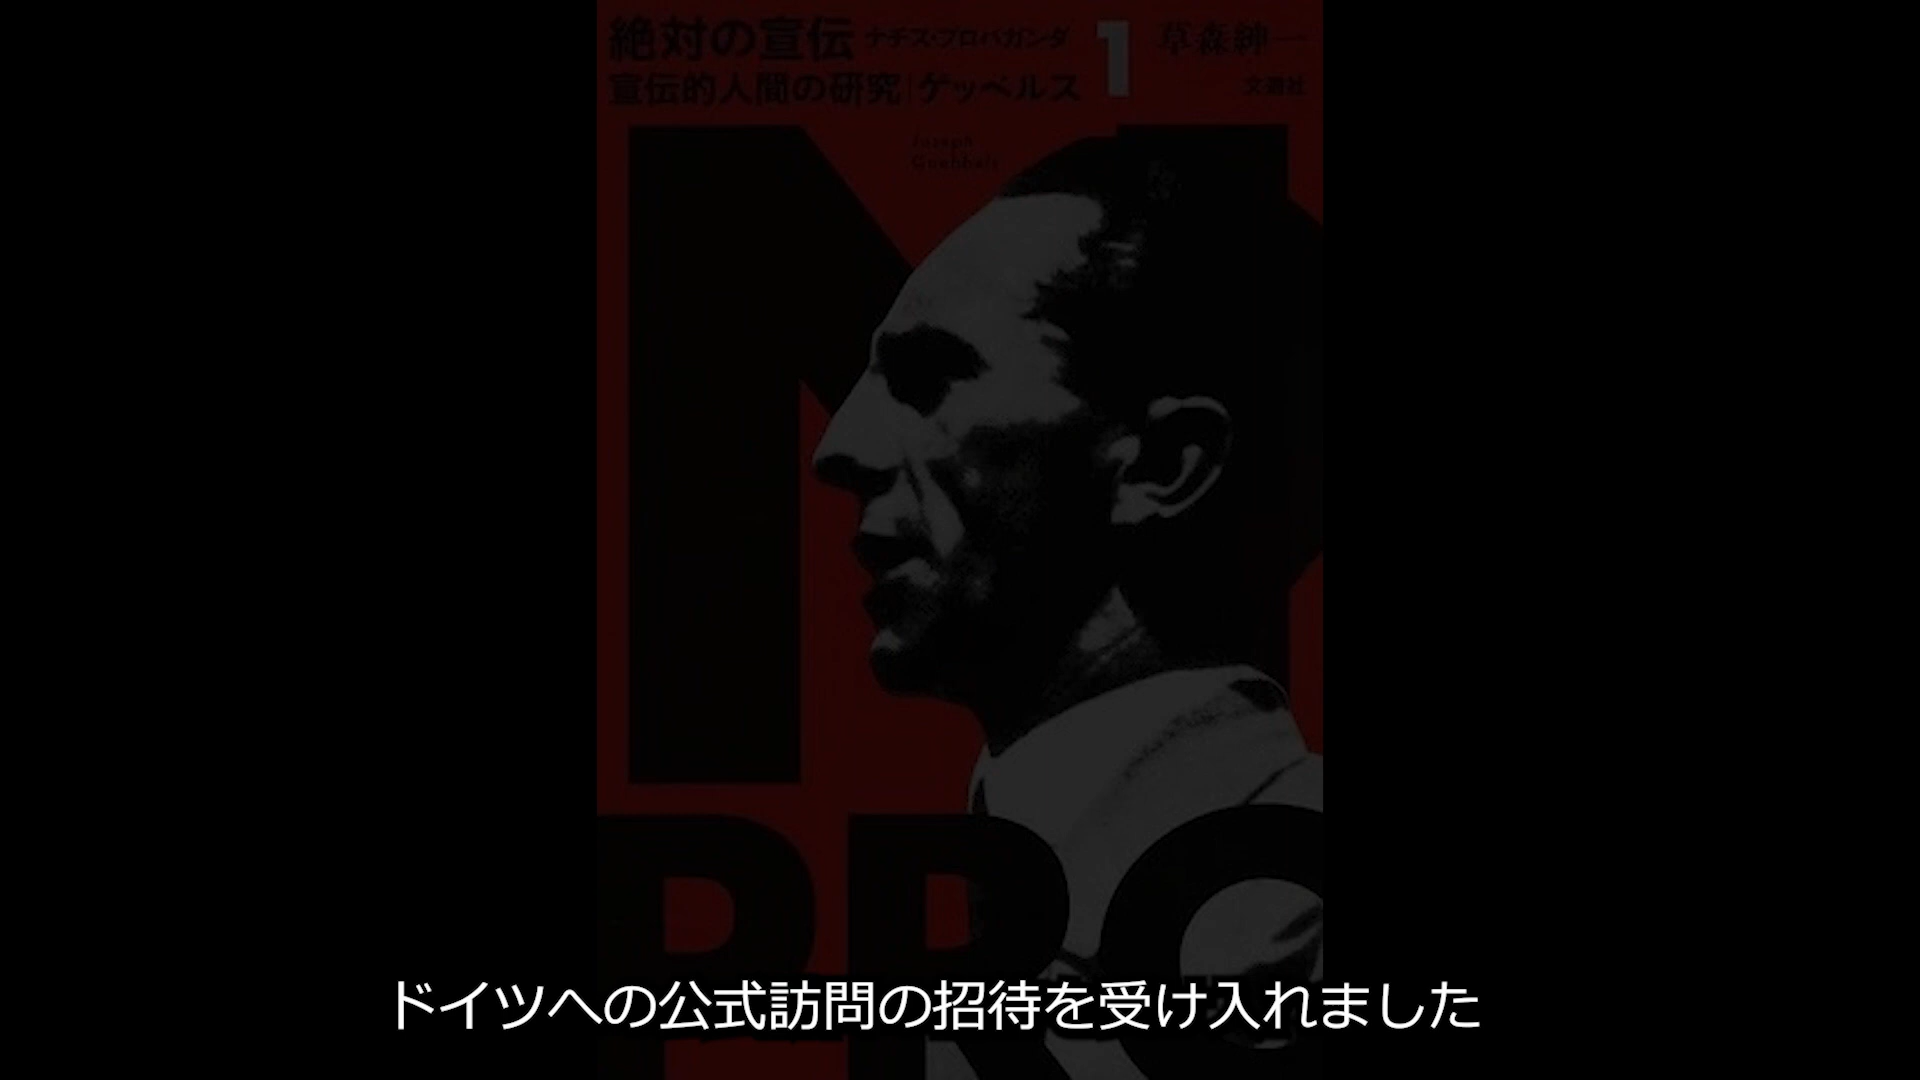 絶対の宣伝 ナチス・プロパガンダ 1 草森紳一
宣伝的人間の研究|ゲッベルス 文遊社
Joseph
Goebbels
N
PRO
ドイツへの公式訪問の招待を受け入れました